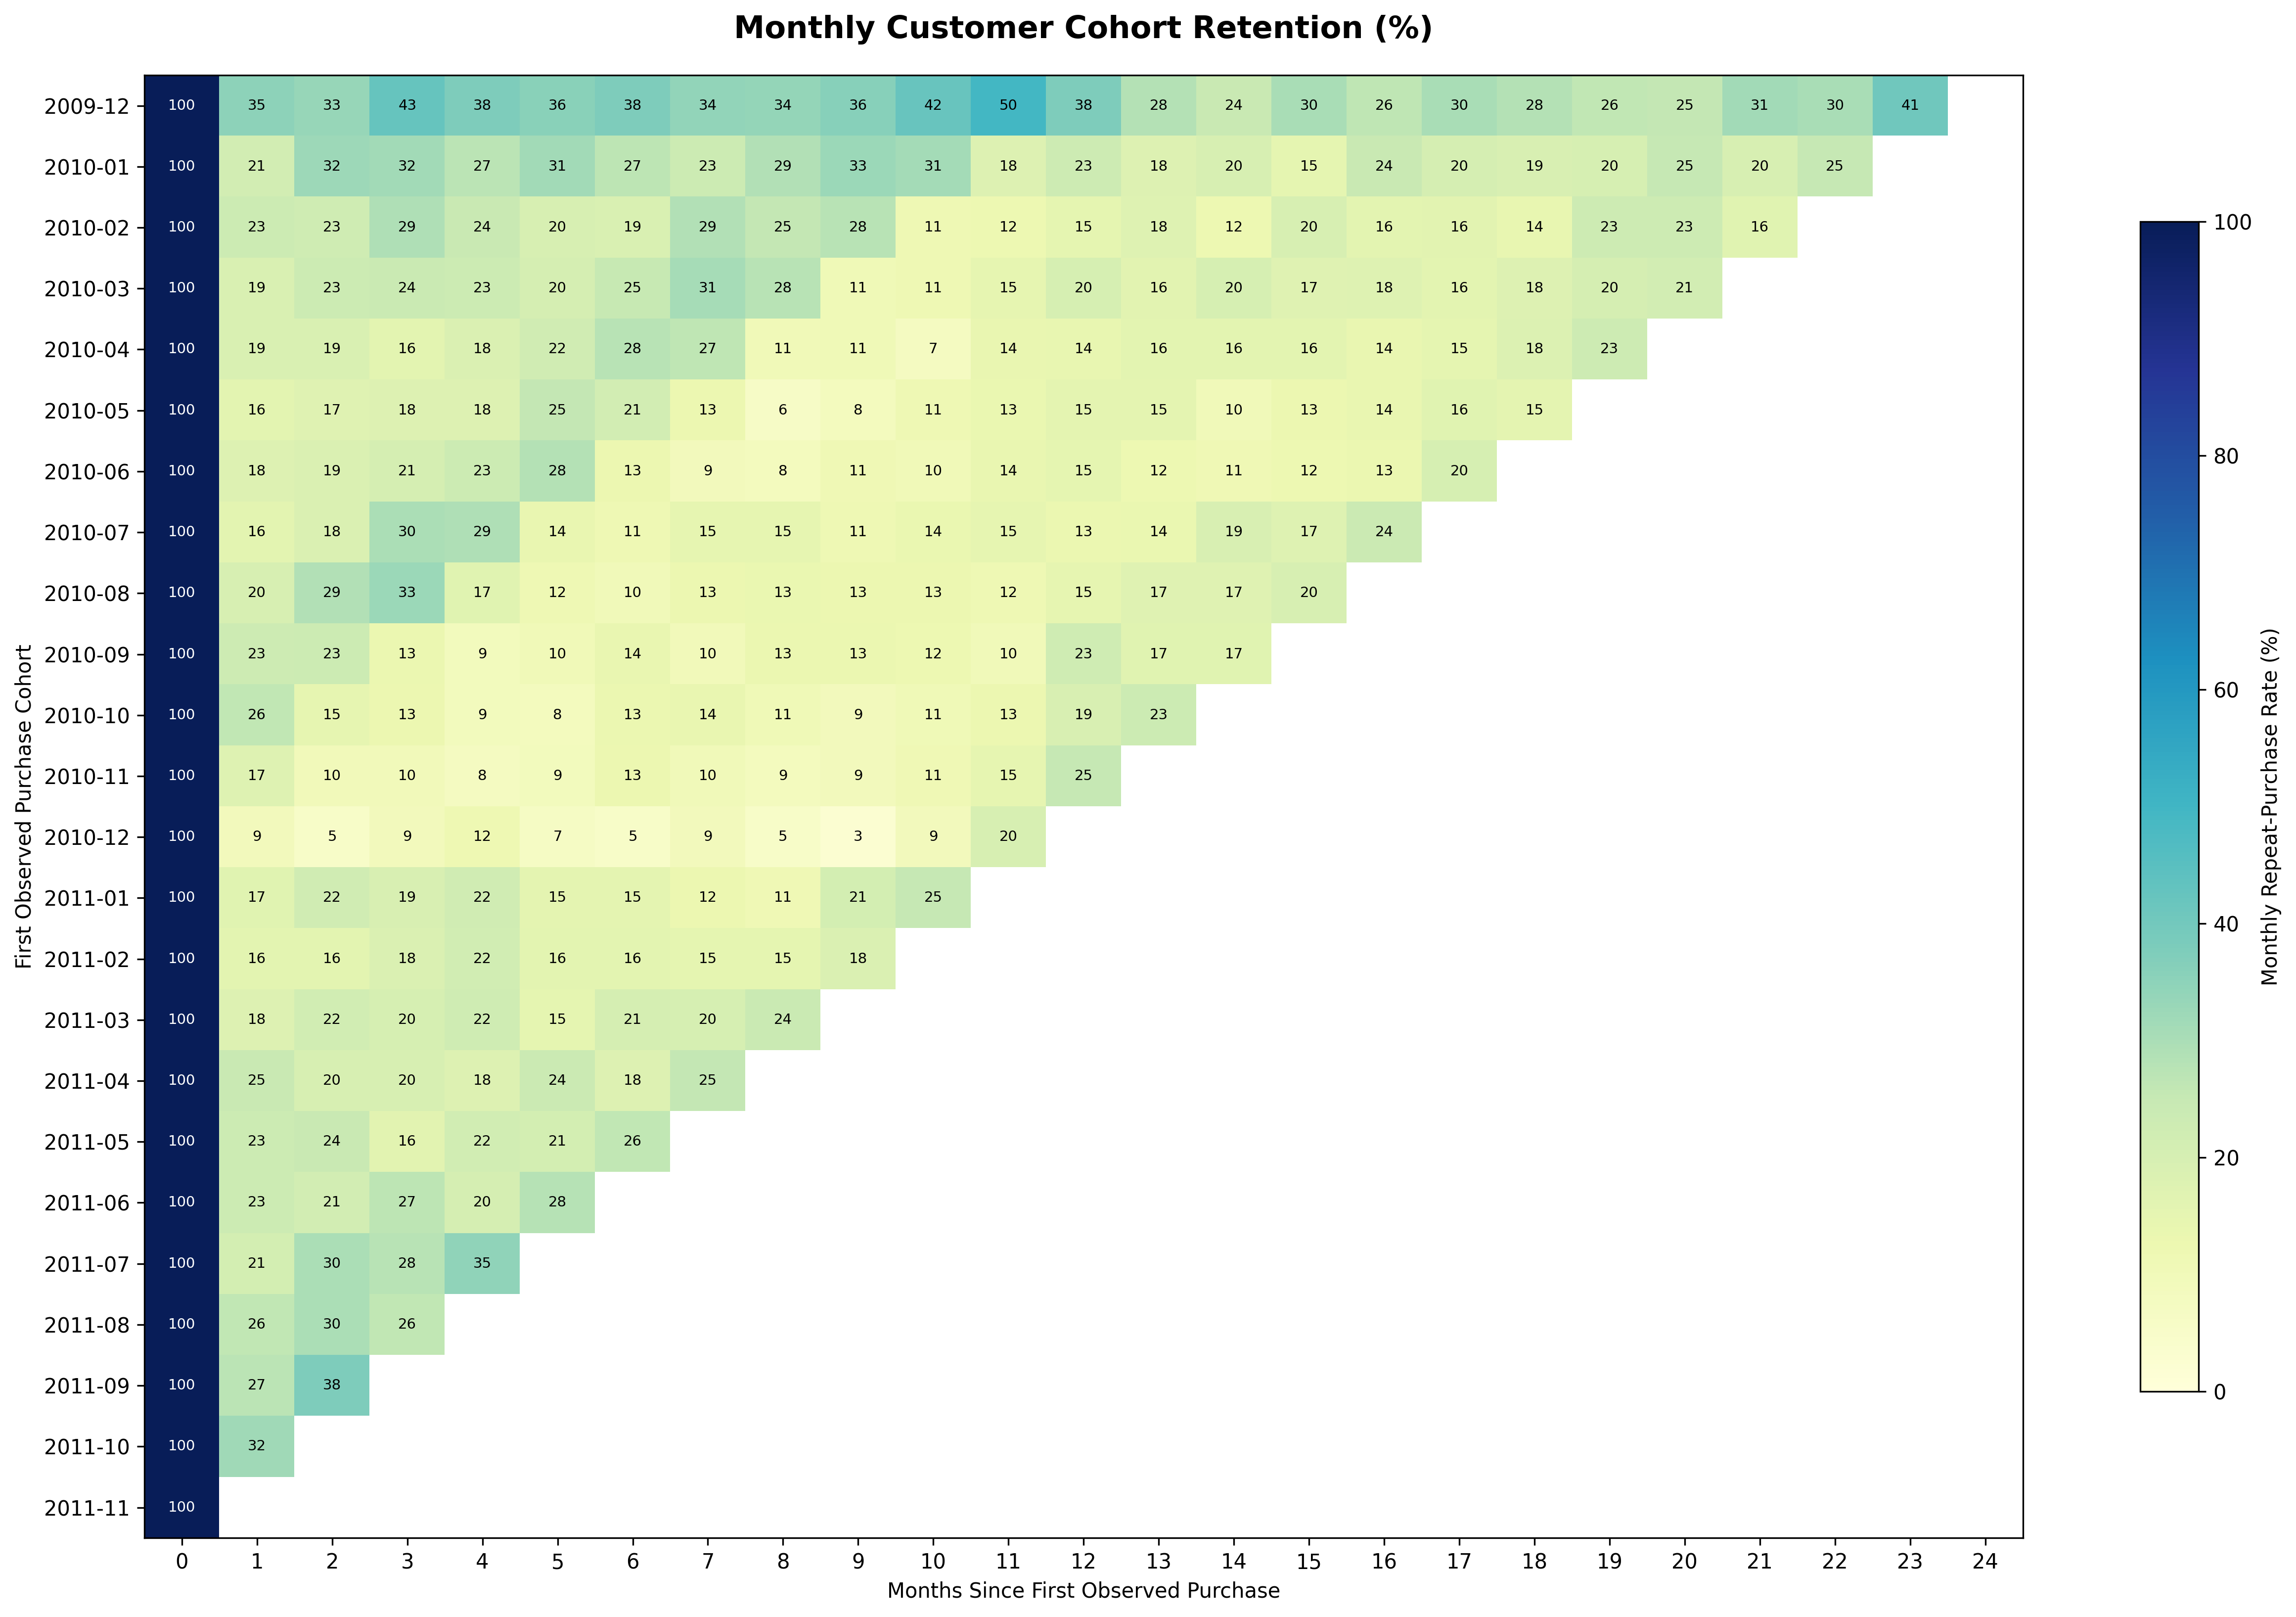 Monthly Customer Cohort Retention (%)
2009-12 100 35 33 43 38 36 38 34 34 36 42 50 38 28 24 30 26 30 28 26 25 31 30 41
2010-01 100 21 32 32 27 31 27 23 29 33 31 18 23 18 20 15 24 20 19 20 25 20 25
2010-02 100 23 23 29 24 20 19 29 25 28 11 12 15 18 12 20 16 16 14 23 23 16
2010-03 100 19 23 24 23 20 25 31 28 11 11 15 20 16 20 17 18 16 18 20 21
2010-04 100 19 19 16 18 22 28 27 11 11 7 14 14 16 16 16 14 15 18 23
2010-05 100 16 17 18 18 25 21 13 6 8 11 13 15 15 10 13 14 16 15
2010-06 100 18 19 21 23 28 13 9 8 11 10 14 15 12 11 12 13 20
2010-07 100 16 18 30 29 14 11 15 15 11 14 15 13 14 19 17 24
2010-08 100 20 29 33 17 12 10 13 13 13 13 12 15 17 17 20
2010-09 100 23 23 13 9 10 14 10 13 13 12 10 23 17 17
2010-10 100 26 15 13 9 8 13 14 11 9 11 13 19 23
2010-11 100 17 10 10 8 9 13 10 9 9 11 15 25
2010-12 100 9 5 9 12 7 5 9 5 3 9 20
2011-01 100 17 22 19 22 15 15 12 11 21 25
2011-02 100 16 16 18 22 16 16 15 15 18
2011-03 100 18 22 20 22 15 21 20 24
2011-04 100 25 20 20 18 24 18 25
2011-05 100 23 24 16 22 21 26
2011-06 100 23 21 27 20 28
2011-07 100 21 30 28 35
2011-08 100 26 30 26
2011-09 100 27 38
2011-10 100 32
2011-11 100
0 1 2 3 4 5 6 7 8 9 10 11 12 13 14 15 16 17 18 19 20 21 22 23 24
Months Since First Observed Purchase
First Observed Purchase Cohort
100
80
60
40
20
0
Monthly Repeat-Purchase Rate (%)